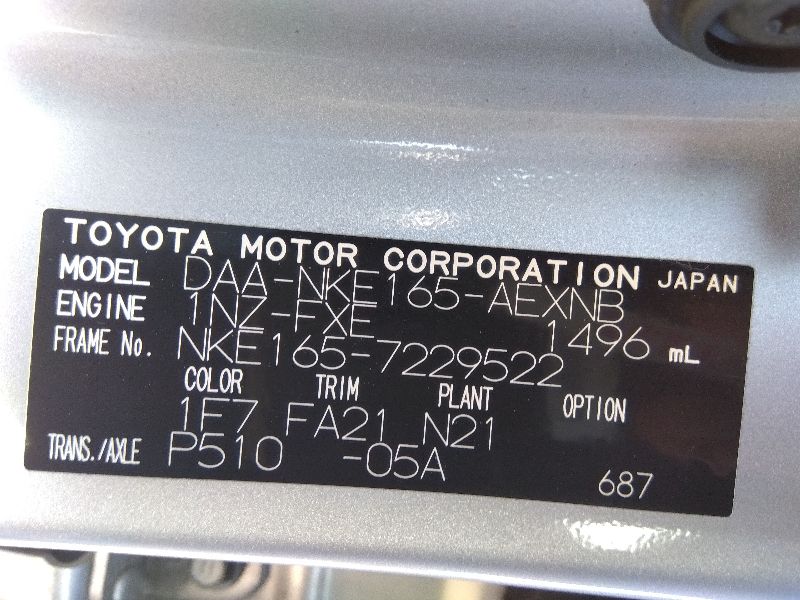 TOYOTA MOTOR CORPORATION JAPAN
MODEL DAA-NKE165-AEXNB
ENGINE 1NZ-FXE 1496 mL
FRAME No. NKE165-7229522
COLOR TRIM PLANT OPTION
1F7 FA21 N21
TRANS./AXLE P510 -05A
687